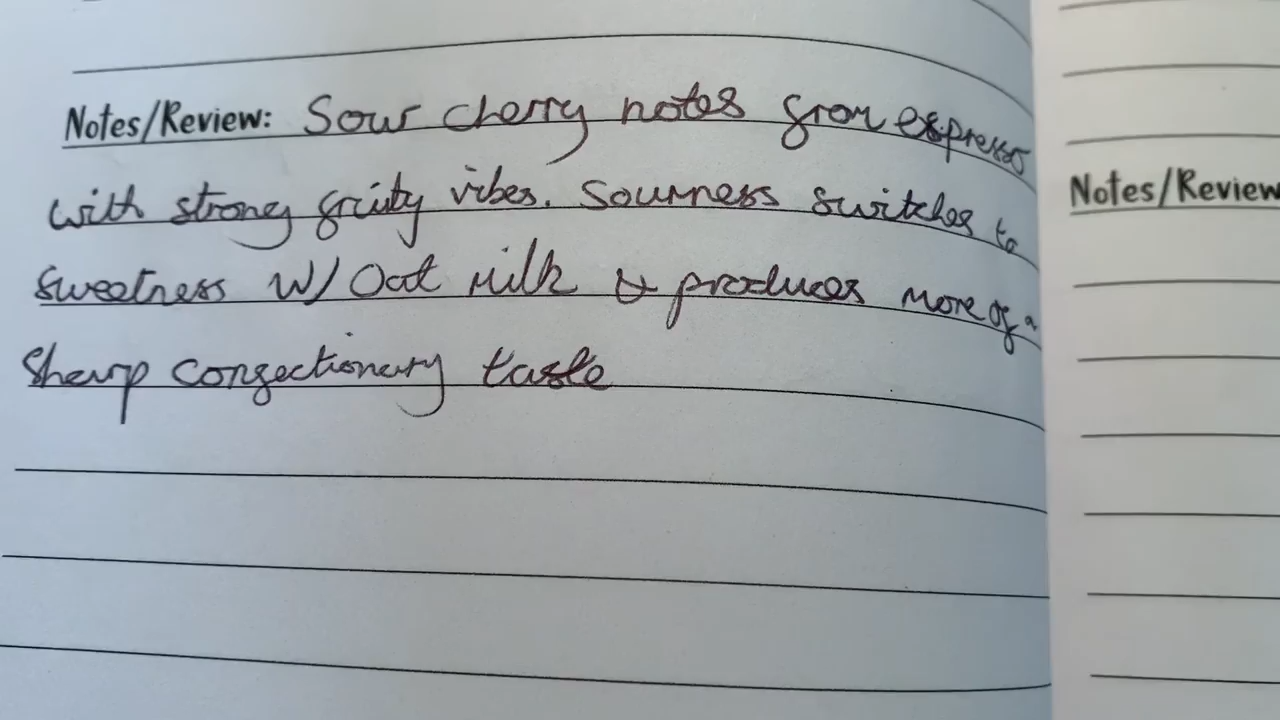 Notes/Review: Sour cherry notes from espresso
with strong fruity vibes. Sourness switches to
sweetness w/ Oat Milk & produces more of a
sharp confectionary taste
Notes/Review